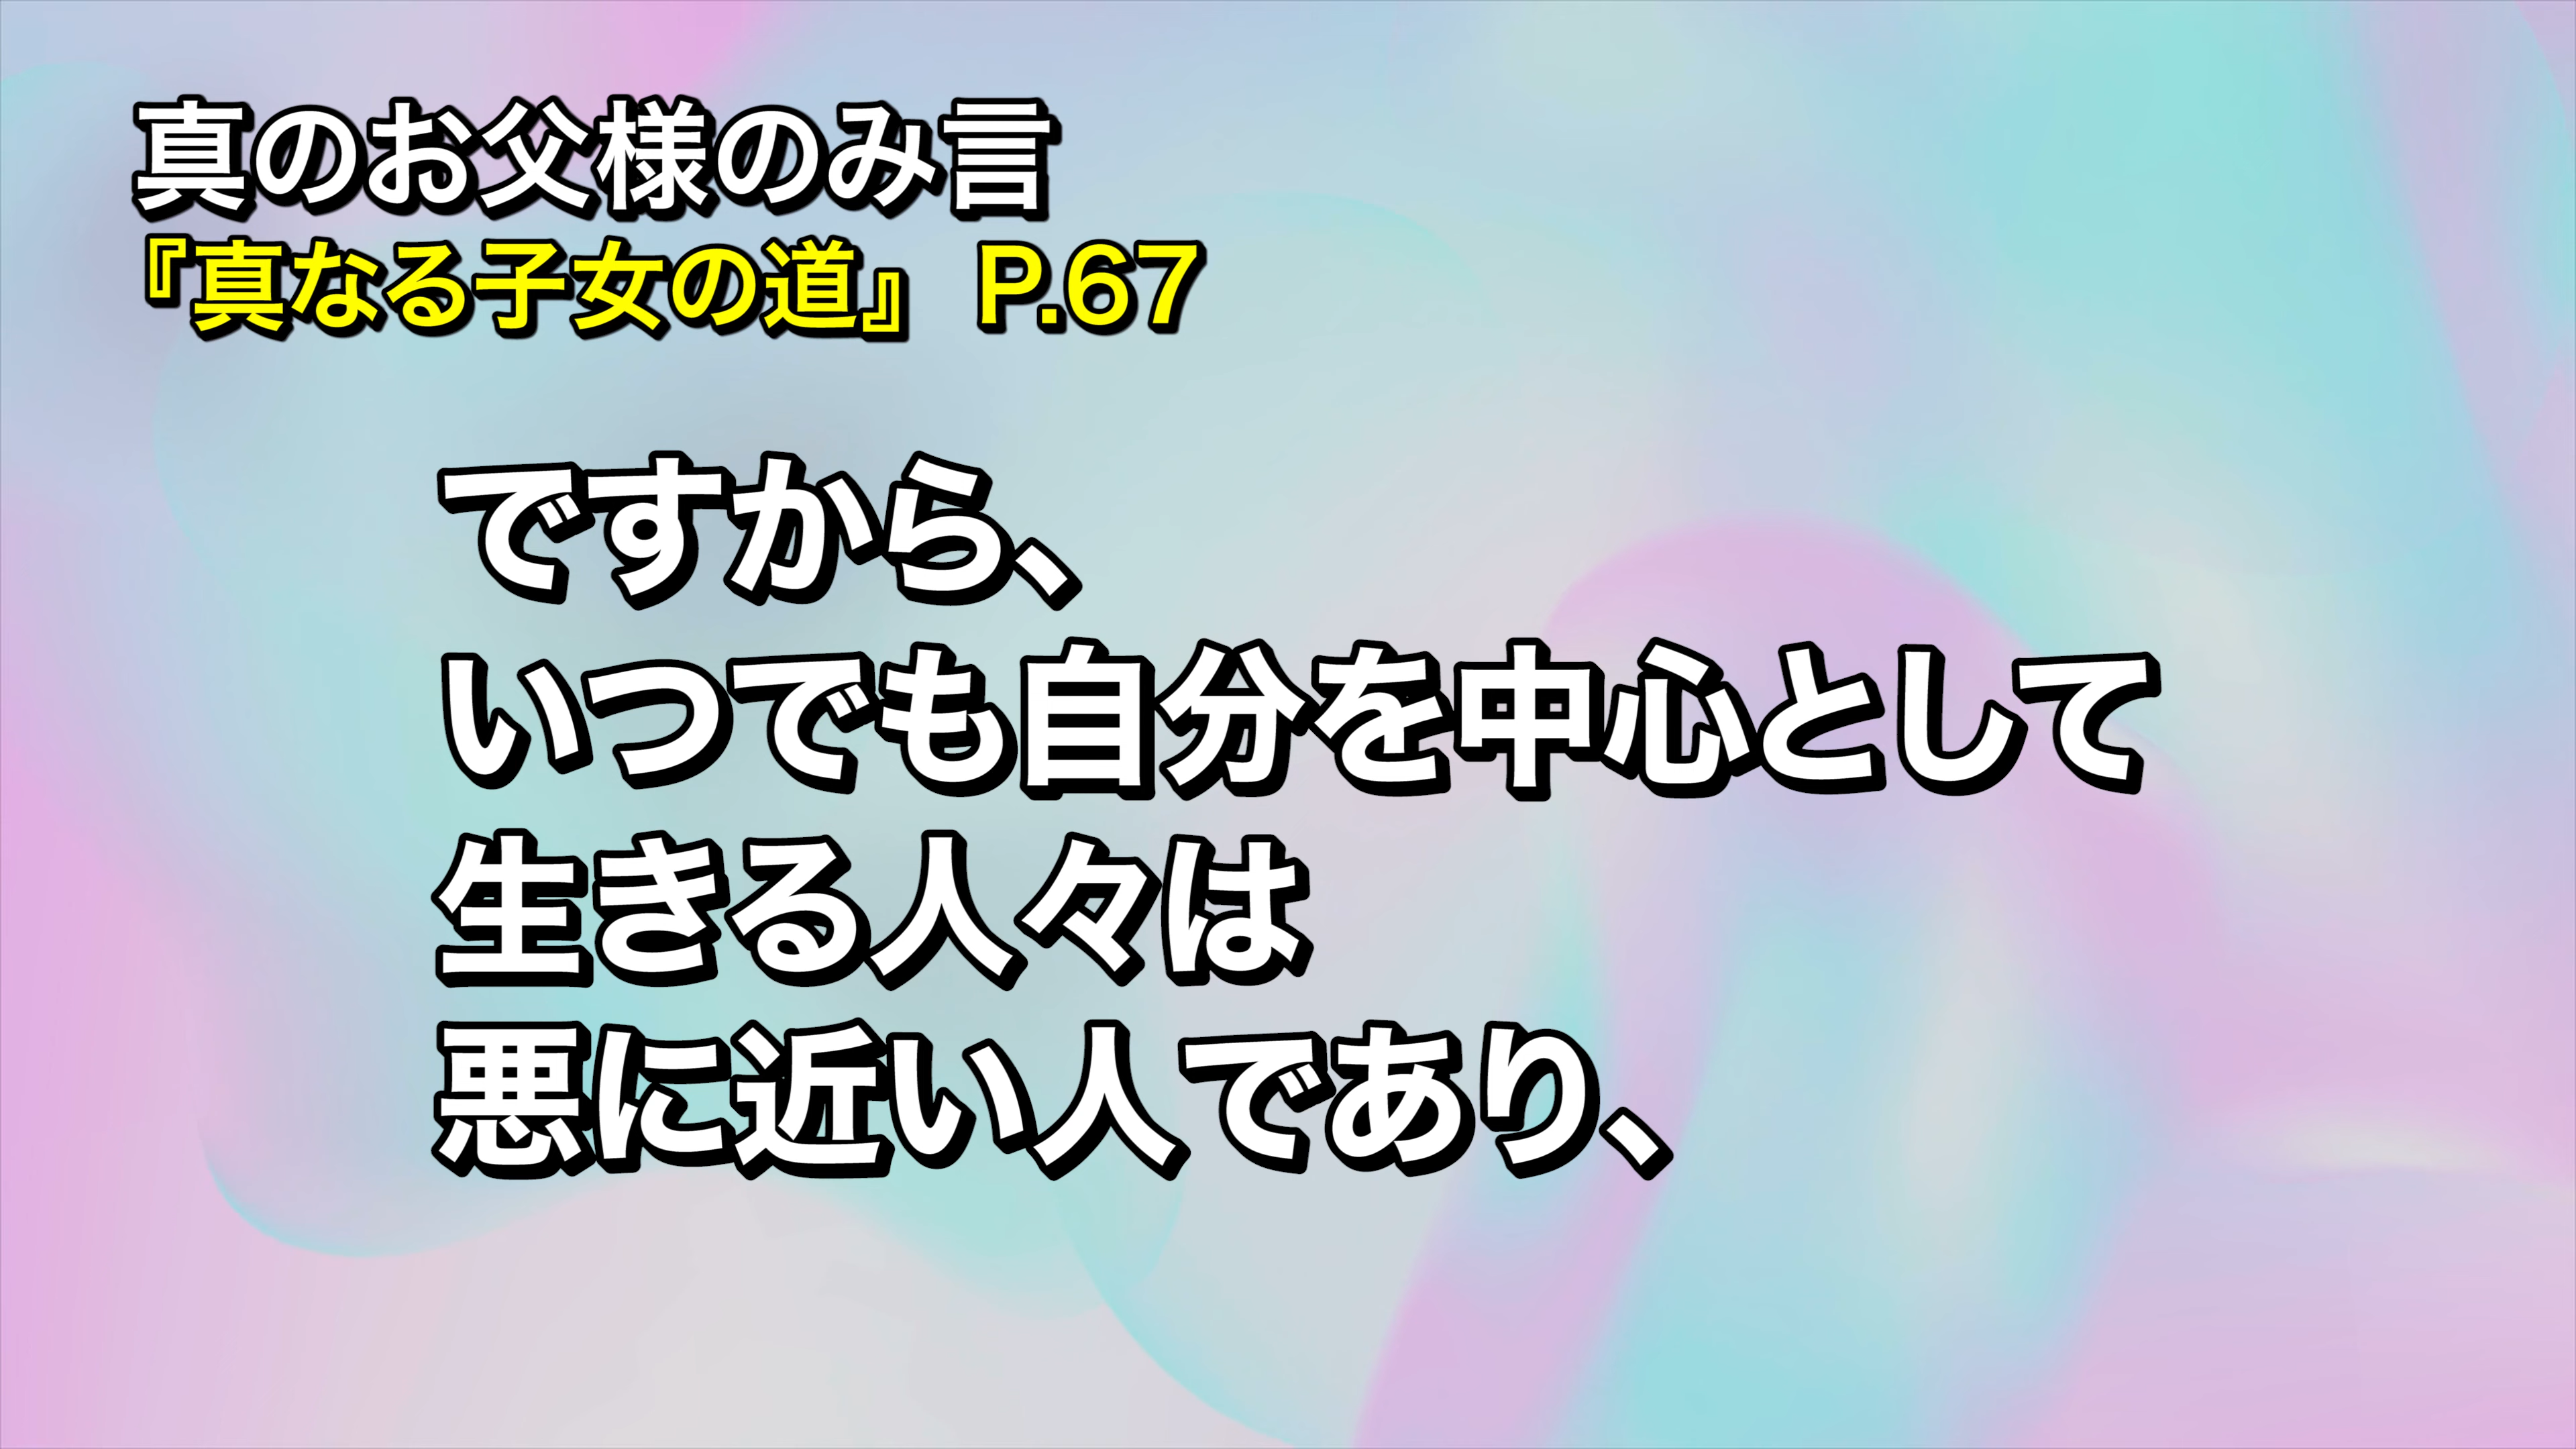 真のお父様のみ言
『真なる子女の道』 P.67
ですから、
いつでも自分を中心として
生きる人々は
悪に近い人であり、